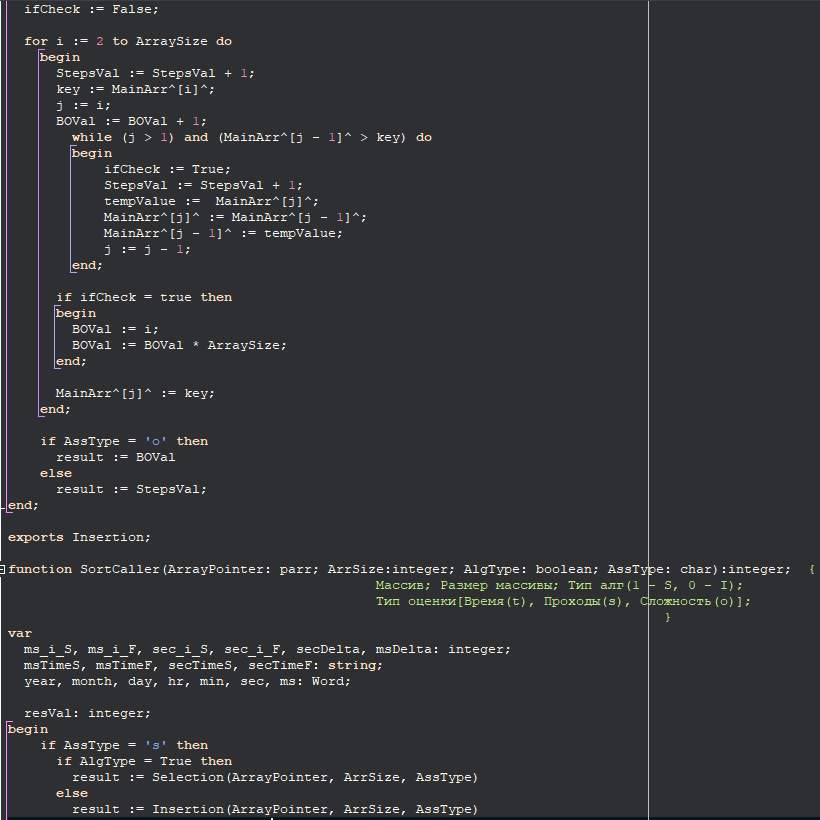 ifCheck := False;
for i := 2 to ArraySize do
begin
StepsVal := StepsVal + 1;
key := MainArr^[i]^;
j := i;
BOVal := BOVal + 1;
while (j > 1) and (MainArr^[j - 1]^ > key) do
begin
ifCheck := True;
StepsVal := StepsVal + 1;
tempValue :=  MainArr^[j]^;
MainArr^[j]^ := MainArr^[j - 1]^;
MainArr^[j - 1]^ := tempValue;
j := j - 1;
end;
if ifCheck = true then
begin
BOVal := i;
BOVal := BOVal * ArraySize;
end;
MainArr^[j]^ := key;
end;
if AssType = 'o' then
result := BOVal
else
result := StepsVal;
end;
exports Insertion;
function SortCaller(ArrayPointer: parr; ArrSize:integer; AlgType: boolean; AssType: char):integer;  {
Массив; Размер массивы; Тип алг(1 - S, 0 - I);
Тип оценки[Время(t), Проходы(s), Сложность(o)];
}
var
ms_i_S, ms_i_F, sec_i_S, sec_i_F, secDelta, msDelta: integer;
msTimeS, msTimeF, secTimeS, secTimeF: string;
year, month, day, hr, min, sec, ms: Word;
resVal: integer;
begin
if AssType = 's' then
if AlgType = True then
result := Selection(ArrayPointer, ArrSize, AssType)
else
result := Insertion(ArrayPointer, ArrSize, AssType)